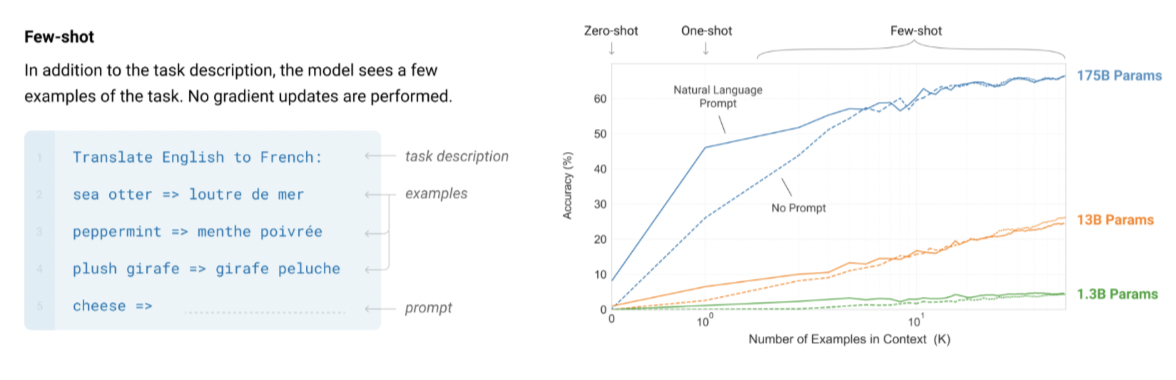 Few-shot
In addition to the task description, the model sees a few
examples of the task. No gradient updates are performed.
1
Translate English to French:
task description
2
sea otter => loutre de mer
examples
3
peppermint => menthe poivrée
4
plush girafe => girafe peluche
5
cheese =>
prompt
Zero-shot
One-shot
Few-shot
175B Params
Natural Language
Prompt
No Prompt
13B Params
1.3B Params
Accuracy (%)
60
50
40
30
20
10
0
0
10⁰
10¹
Number of Examples in Context (K)